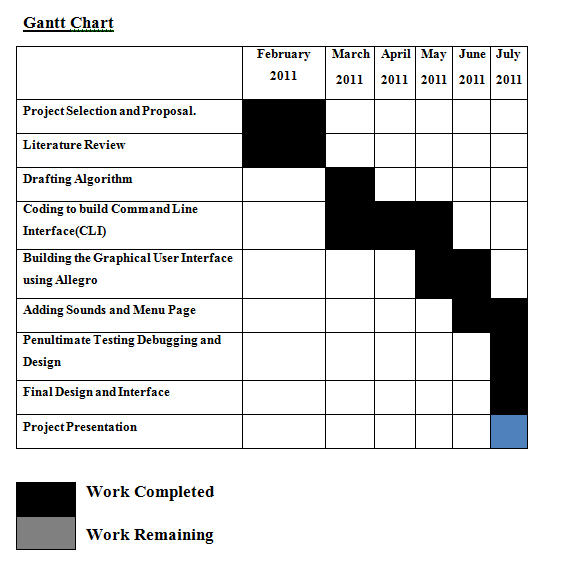 Gantt Chart
February March April May June July
2011 2011 2011 2011 2011 2011
Project Selection and Proposal.
Literature Review
Drafting Algorithm
Coding to build Command Line
Interface(CLI)
Building the Graphical User Interface
using Allegro
Adding Sounds and Menu Page
Penultimate Testing Debugging and
Design
Final Design and Interface
Project Presentation
Work Completed
Work Remaining